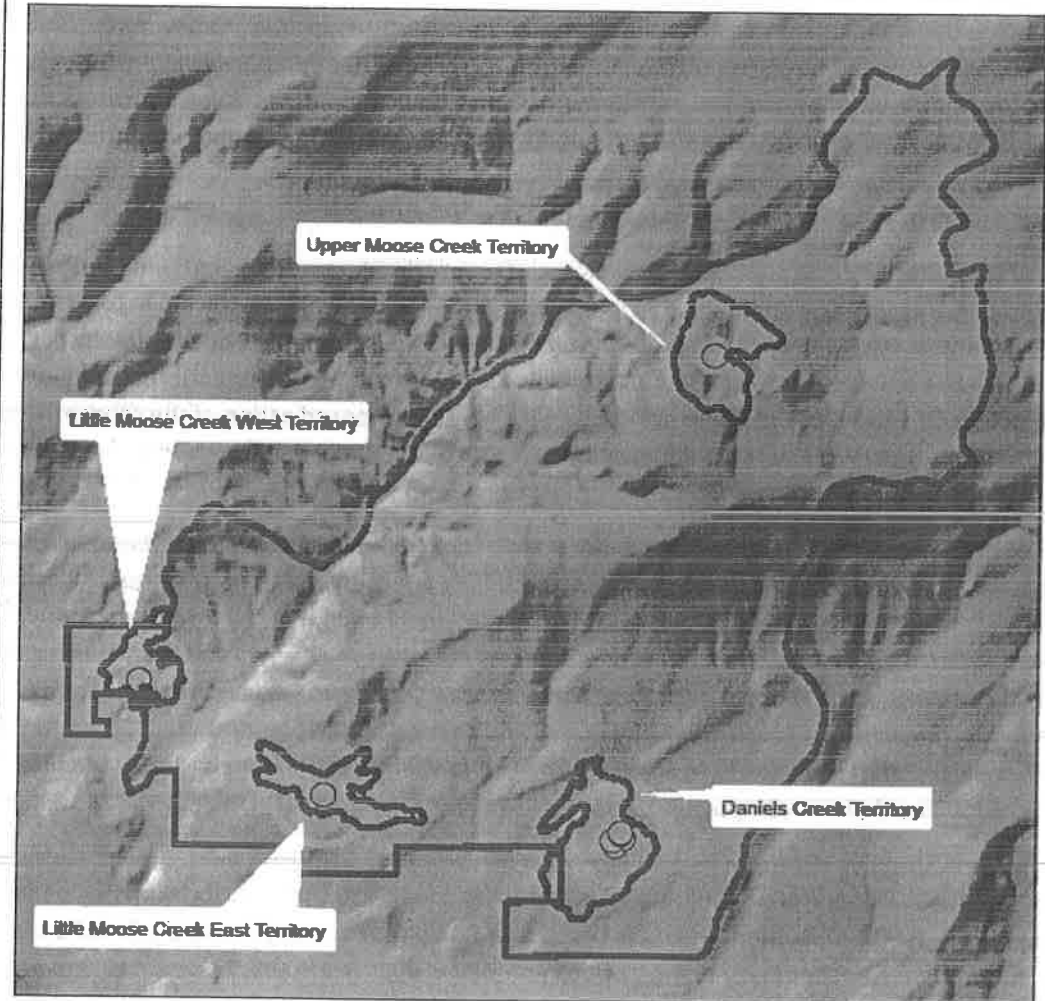 Upper Moose Creek Territory
Little Moose Creek West Territory
Daniels Creek Territory
Little Moose Creek East Territory